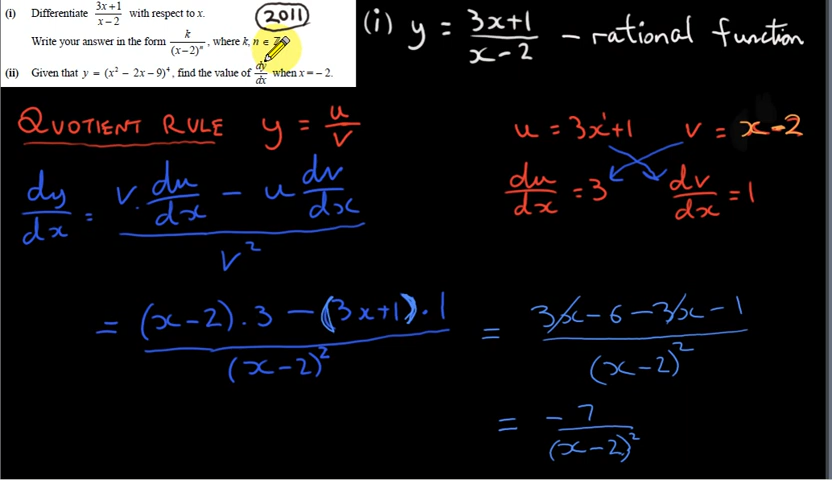 (i) Differentiate (3x+1)/(x−2) with respect to x. 2011
Write your answer in the form k/(x−2)ⁿ, where k, n ∈ ℤ
(ii) Given that y = (x² − 2x − 9)⁴, find the value of dy/dx when x = −2.
(i) y = (3x+1)/(x−2) – rational function
QUOTIENT RULE y = u/v
u = 3x¹+1 v = x−2
du/dx = 3 dv/dx = 1
dy/dx = (v. du/dx − u dv/dx)/v²
= ((x−2).3 − (3x+1).1)/(x−2)² = (3x−6−3x−1)/(x−2)²
= −7/(x−2)²